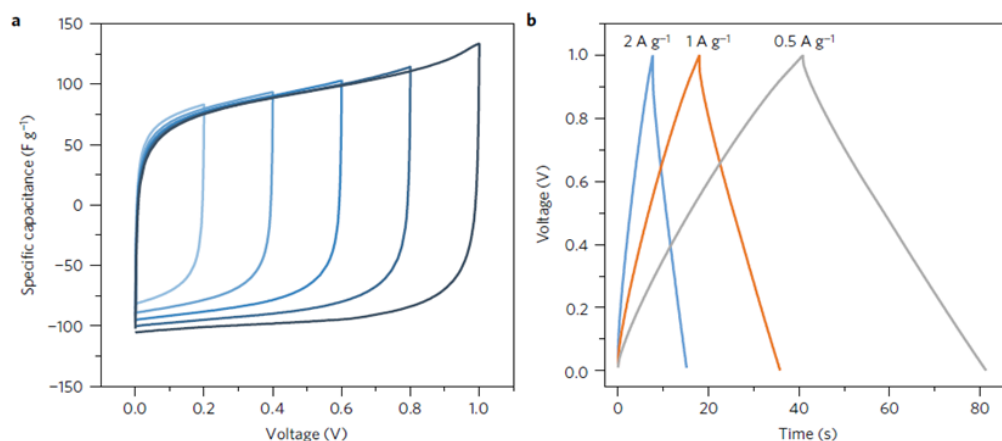 a
150
100
50
0
−50
−100
−150
Specific capacitance (F g⁻¹)
0.0 0.2 0.4 0.6 0.8 1.0
Voltage (V)
b
2 A g⁻¹ 1 A g⁻¹ 0.5 A g⁻¹
1.0
0.8
0.6
0.4
0.2
0.0
Voltage (V)
0 20 40 60 80
Time (s)